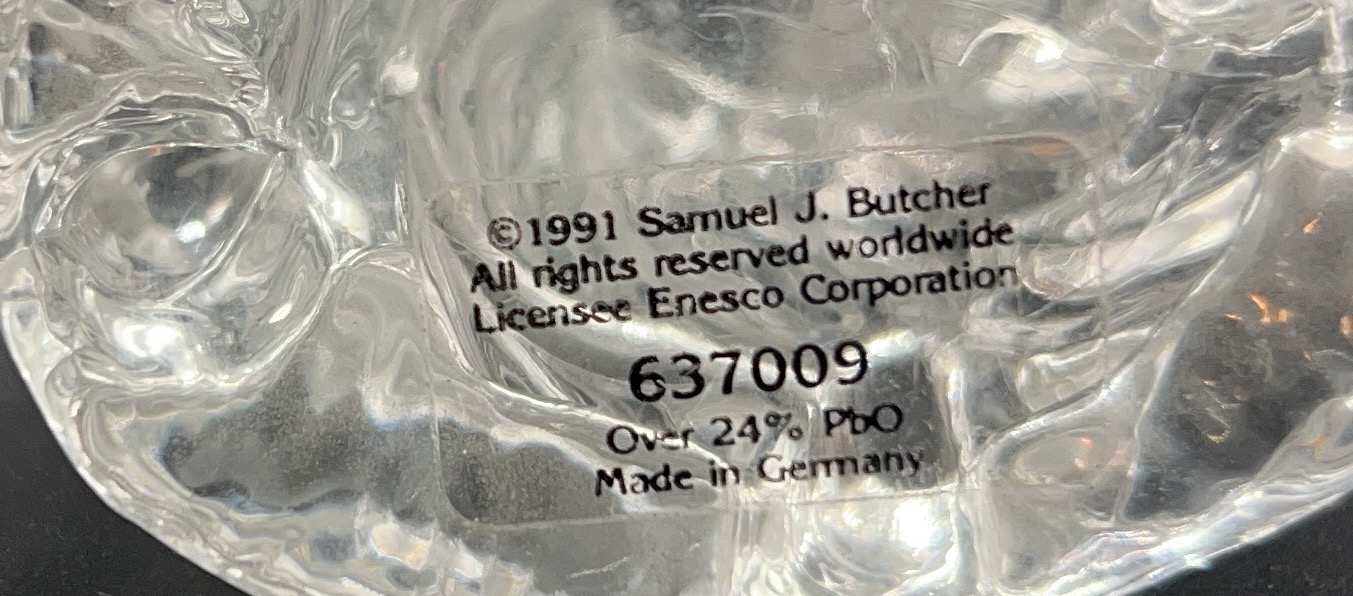 ©1991 Samuel J. Butcher
All rights reserved worldwide
Licensee Enesco Corporation
637009
Over 24% PbO
Made in Germany